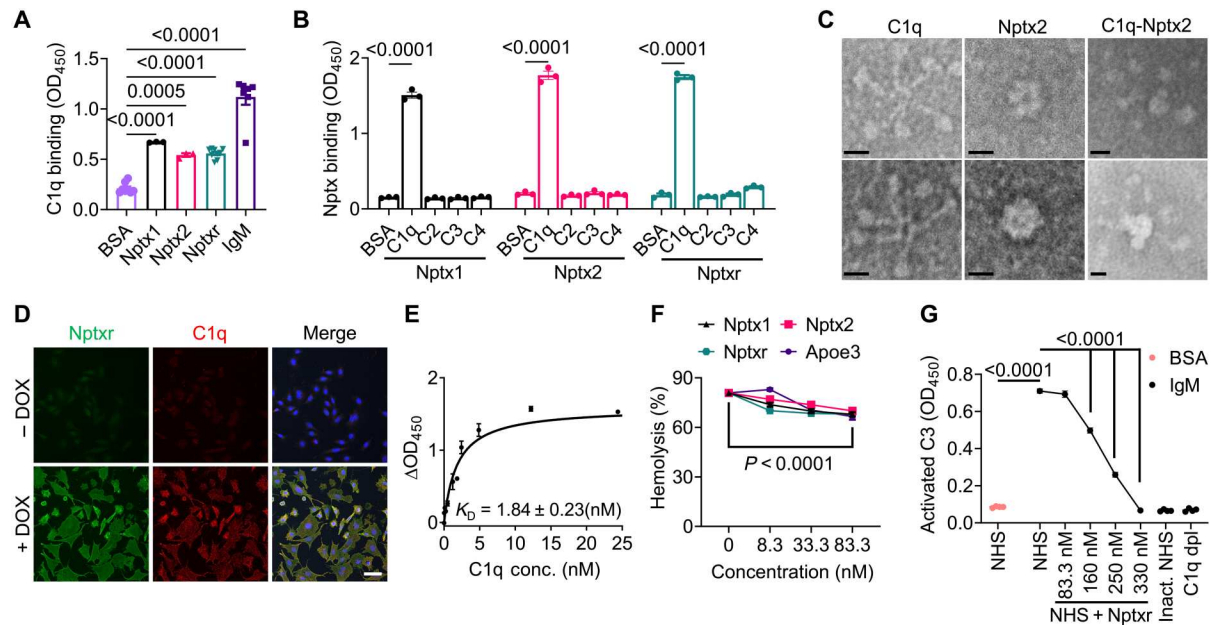 A
<0.0001
<0.0001
0.0005
<0.0001
C1q binding (OD450)
1.5
1.0
0.5
0.0
BSA
Nptx1
Nptx2
Nptxr
IgM
B
<0.0001
<0.0001
<0.0001
Nptx binding (OD450)
2
1
0
BSA
C1q
C2
C3
C4
BSA
C1q
C2
C3
C4
BSA
C1q
C2
C3
C4
Nptx1
Nptx2
Nptxr
C
C1q
Nptx2
C1q-Nptx2
D
Nptxr
C1q
Merge
– DOX
+ DOX
E
ΔOD450
2
1
0
KD = 1.84 ± 0.23(nM)
0 5 10 15 20 25
C1q conc. (nM)
F
Nptx1
Nptx2
Nptxr
Apoe3
Hemolysis (%)
90
60
30
0
P < 0.0001
0 8.3 33.3 83.3
Concentration (nM)
G
<0.0001
<0.0001
BSA
IgM
Activated C3 (OD450)
0.8
0.6
0.4
0.2
0.0
NHS
NHS
83.3 nM
160 nM
250 nM
330 nM
Inact. NHS
C1q dpl
NHS + Nptxr